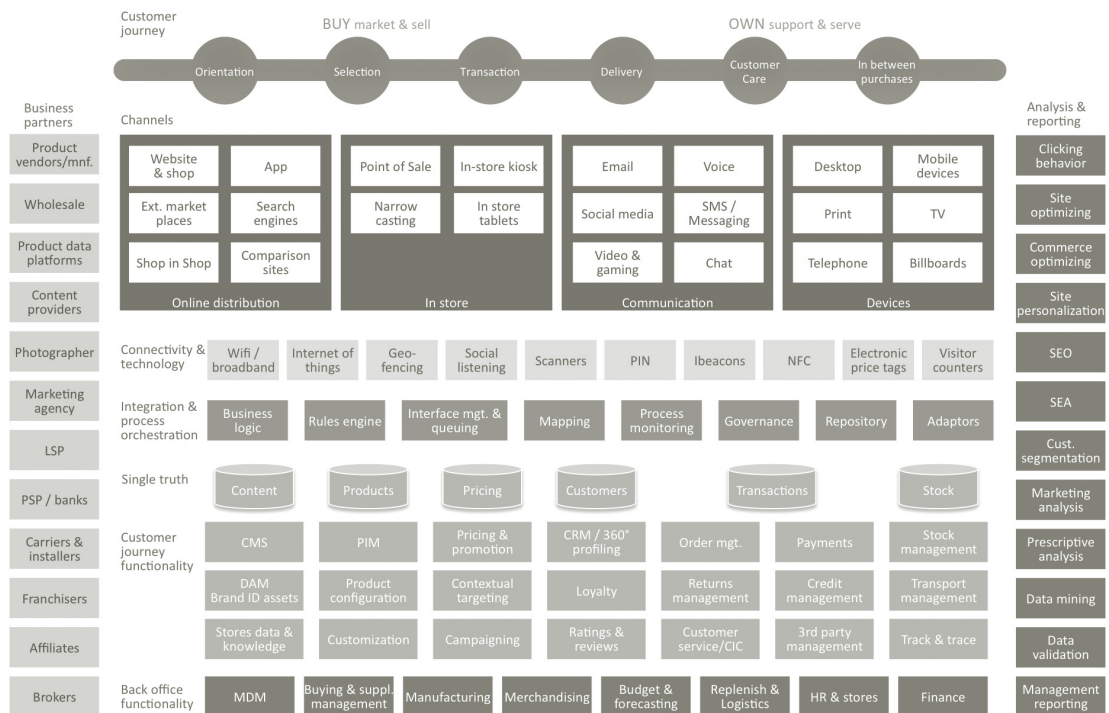 Customer
journey
BUY market & sell
OWN support & serve
Orientation
Selection
Transaction
Delivery
Customer
Care
In between
purchases
Business
partners
Product
vendors/mnf.
Wholesale
Product data
platforms
Content
providers
Photographer
Marketing
agency
LSP
PSP / banks
Carriers &
installers
Franchisers
Affiliates
Brokers
Channels
Website
& shop
App
Ext. market
places
Search
engines
Shop in Shop
Comparison
sites
Online distribution
Point of Sale
In-store kiosk
Narrow
casting
In store
tablets
In store
Email
Voice
Social media
SMS /
Messaging
Video &
gaming
Chat
Communication
Desktop
Mobile
devices
Print
TV
Telephone
Billboards
Devices
Connectivity &
technology
Wifi /
broadband
Internet of
things
Geo-
fencing
Social
listening
Scanners
PIN
Ibeacons
NFC
Electronic
price tags
Visitor
counters
Integration &
process
orchestration
Business
logic
Rules engine
Interface mgt. &
queuing
Mapping
Process
monitoring
Governance
Repository
Adaptors
Single truth
Content
Products
Pricing
Customers
Transactions
Stock
Customer
journey
functionality
CMS
PIM
Pricing &
promotion
CRM / 360°
profiling
Order mgt.
Payments
Stock
management
DAM
Brand ID assets
Product
configuration
Contextual
targeting
Loyalty
Returns
management
Credit
management
Transport
management
Stores data &
knowledge
Customization
Campaigning
Ratings &
reviews
Customer
service/CIC
3rd party
management
Track & trace
Back office
functionality
MDM
Buying & suppl.
management
Manufacturing
Merchandising
Budget &
forecasting
Replenish &
Logistics
HR & stores
Finance
Analysis &
reporting
Clicking
behavior
Site
optimizing
Commerce
optimizing
Site
personalization
SEO
SEA
Cust.
segmentation
Marketing
analysis
Prescriptive
analysis
Data mining
Data
validation
Management
reporting